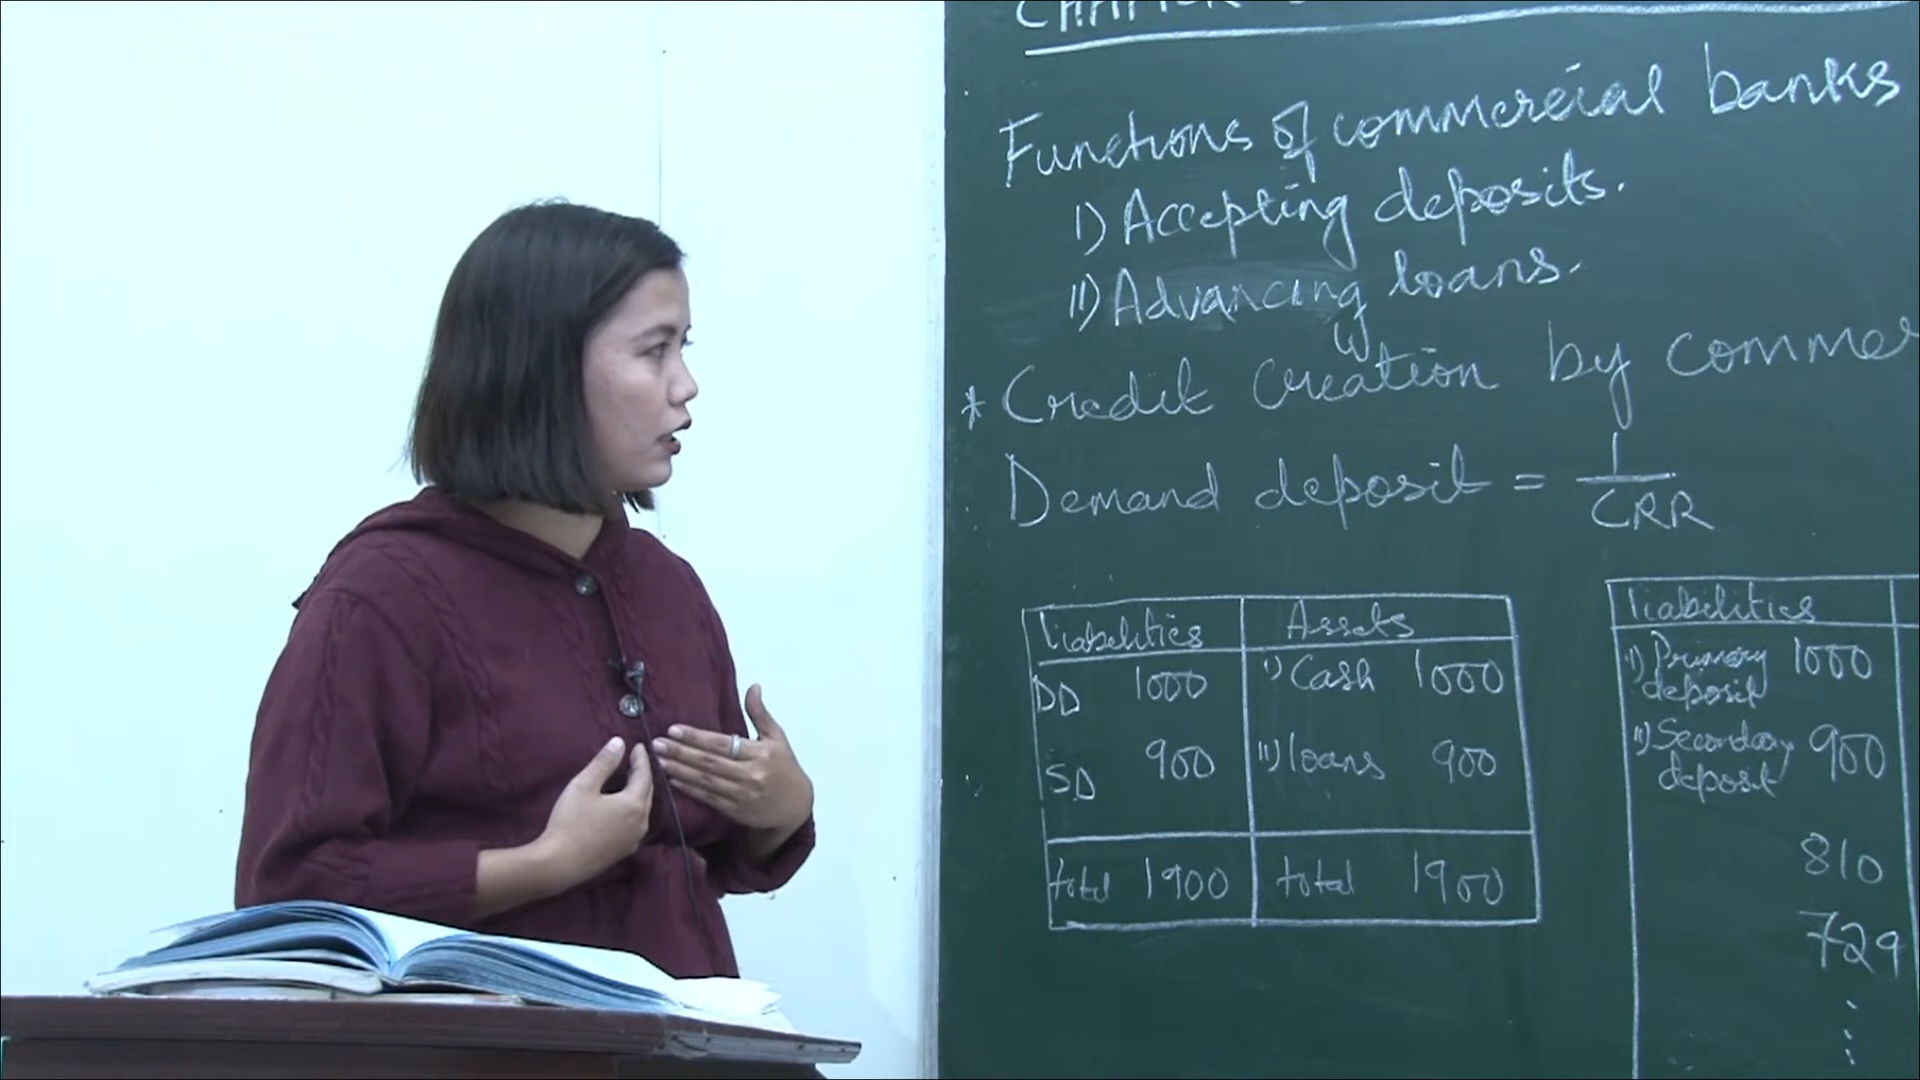 Functions of commercial banks
I) Accepting deposits.
II) Advancing loans.
* Credit creation by commer
Demand deposit = 1/CRR
Liabilities Assets
DD 1000 i) Cash 1000
SD 900 ii) loans 900
total 1900 total 1900
Liabilities
i) Primary deposit 1000
ii) Secondary deposit 900
810
729